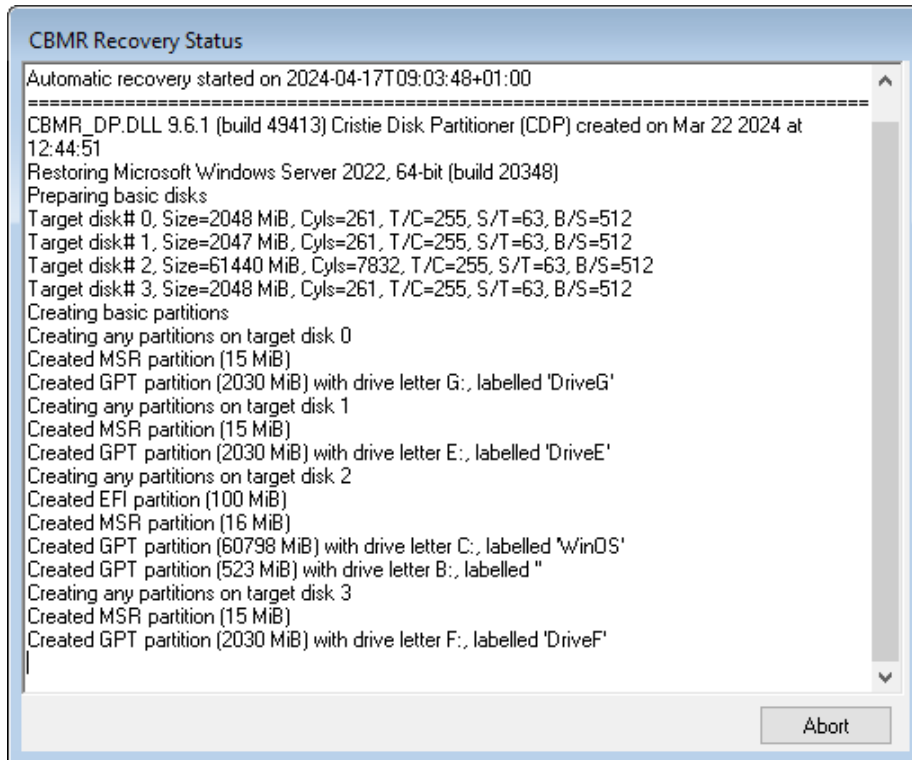 CBMR Recovery Status
Automatic recovery started on 2024-04-17T09:03:48+01:00
==============================================================================
CBMR_DP.DLL 9.6.1 (build 49413) Cristie Disk Partitioner (CDP) created on Mar 22 2024 at
12:44:51
Restoring Microsoft Windows Server 2022, 64-bit (build 20348)
Preparing basic disks
Target disk# 0, Size=2048 MiB, Cyls=261, T/C=255, S/T=63, B/S=512
Target disk# 1, Size=2047 MiB, Cyls=261, T/C=255, S/T=63, B/S=512
Target disk# 2, Size=61440 MiB, Cyls=7832, T/C=255, S/T=63, B/S=512
Target disk# 3, Size=2048 MiB, Cyls=261, T/C=255, S/T=63, B/S=512
Creating basic partitions
Creating any partitions on target disk 0
Created MSR partition (15 MiB)
Created GPT partition (2030 MiB) with drive letter G:, labelled 'DriveG'
Creating any partitions on target disk 1
Created MSR partition (15 MiB)
Created GPT partition (2030 MiB) with drive letter E:, labelled 'DriveE'
Creating any partitions on target disk 2
Created EFI partition (100 MiB)
Created MSR partition (16 MiB)
Created GPT partition (60798 MiB) with drive letter C:, labelled 'WinOS'
Created GPT partition (523 MiB) with drive letter B:, labelled ''
Creating any partitions on target disk 3
Created MSR partition (15 MiB)
Created GPT partition (2030 MiB) with drive letter F:, labelled 'DriveF'
Abort